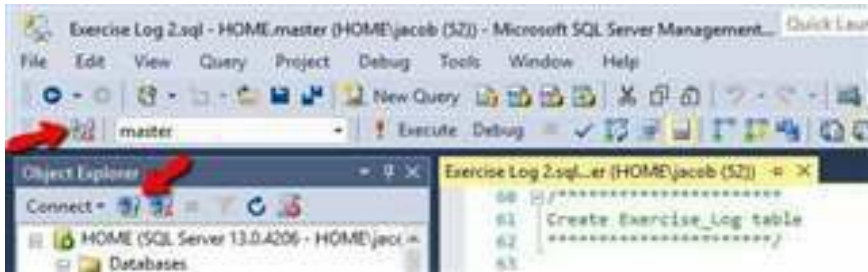 Exercise Log 2.sql - HOME.master (HOME\jacob (52)) - Microsoft SQL Server Management... Quick Laun
File Edit View Query Project Debug Tools Window Help
New Query
master Execute Debug
Object Explorer
Exercise Log 2.sql...er (HOME\jacob (52))
Connect
60 /***********************
61 Create Exercise_Log table
62 ***********************/
63
HOME (SQL Server 13.0.4206 - HOME\jaco
Databases